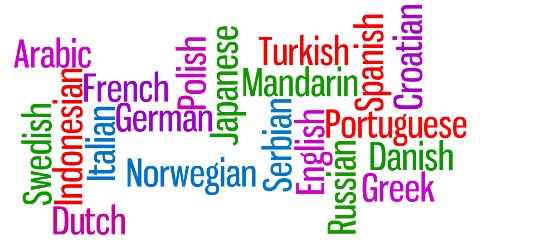 Arabic
Turkish
Spanish
Croatian
Polish
Japanese
French
Mandarin
Indonesian
Swedish
Italian
German
Serbian
English
Portuguese
Norwegian
Russian
Danish
Greek
Dutch